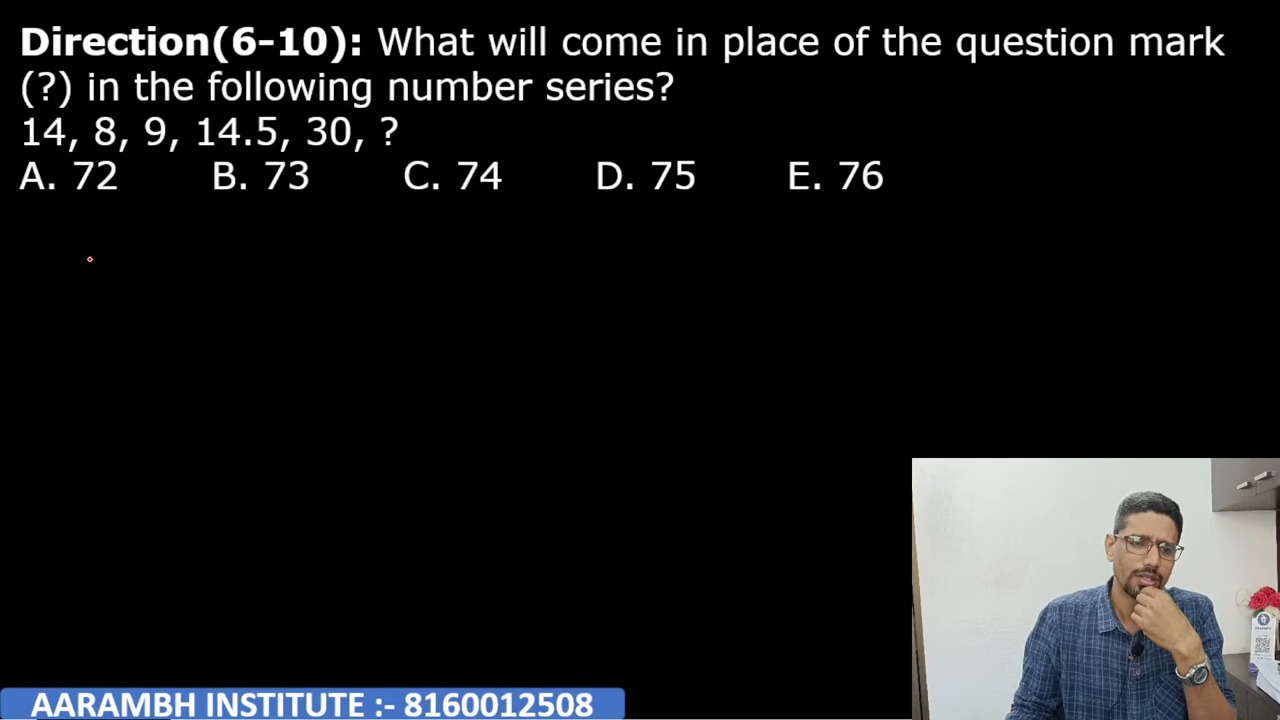 Direction(6-10): What will come in place of the question mark
(?) in the following number series?
14, 8, 9, 14.5, 30, ?
A. 72 B. 73 C. 74 D. 75 E. 76
AARAMBH INSTITUTE :- 8160012508